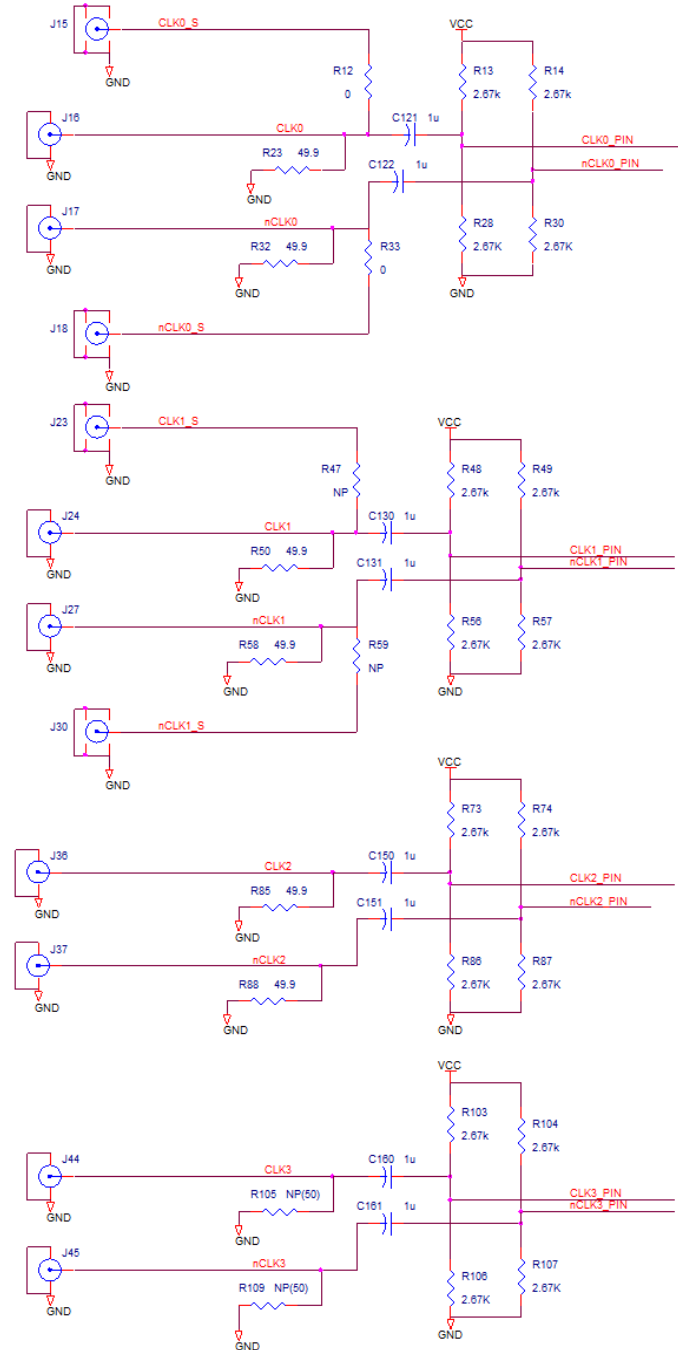 J15 CLK0_S VCC
GND
R12 0
R13 2.67k
R14 2.67k
J16 CLK0 C121 1u
CLK0_PIN
R23 49.9
C122 1u
nCLK0_PIN
GND
GND
J17 nCLK0
R28 2.67K
R30 2.67K
R32 49.9
R33 0
GND
GND
GND
J18 nCLK0_S
GND
J23 CLK1_S VCC
GND
R47 NP
R48 2.67k
R49 2.67k
J24 CLK1 C130 1u
R50 49.9
C131 1u
CLK1_PIN
nCLK1_PIN
GND
GND
J27 nCLK1
R56 2.67K
R57 2.67K
R58 49.9
R59 NP
GND
GND
GND
J30 nCLK1_S
GND
VCC
R73 2.67k
R74 2.67k
J36 CLK2 C150 1u
CLK2_PIN
R85 49.9
C151 1u
nCLK2_PIN
GND
GND
J37 nCLK2
R86 2.67K
R87 2.67K
R88 49.9
GND
GND
GND
VCC
R103 2.67k
R104 2.67k
J44 CLK3 C160 1u
R105 NP(50)
CLK3_PIN
C161 1u
nCLK3_PIN
GND
GND
J45 nCLK3
R106 2.67K
R107 2.67K
R109 NP(50)
GND
GND
GND